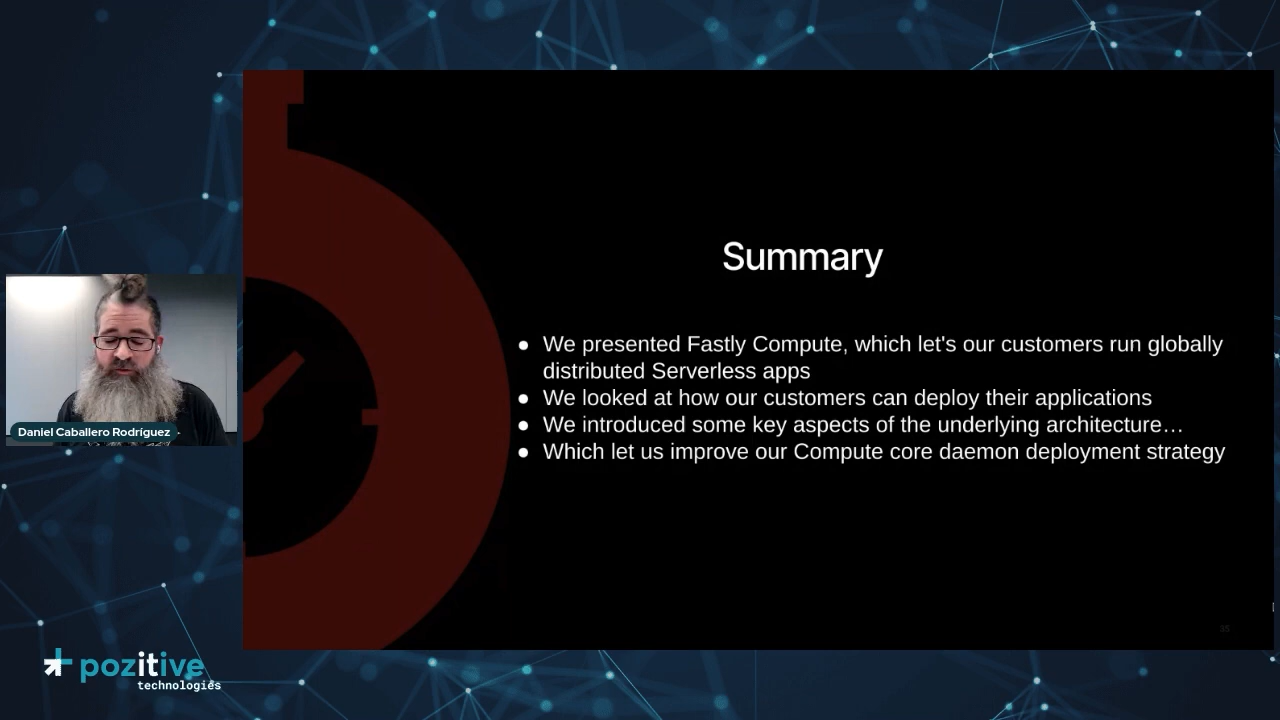 Summary
● We presented Fastly Compute, which let's our customers run globally
distributed Serverless apps
● We looked at how our customers can deploy their applications
● We introduced some key aspects of the underlying architecture…
● Which let us improve our Compute core daemon deployment strategy
35
Daniel Caballero Rodríguez
pozitive
technologies